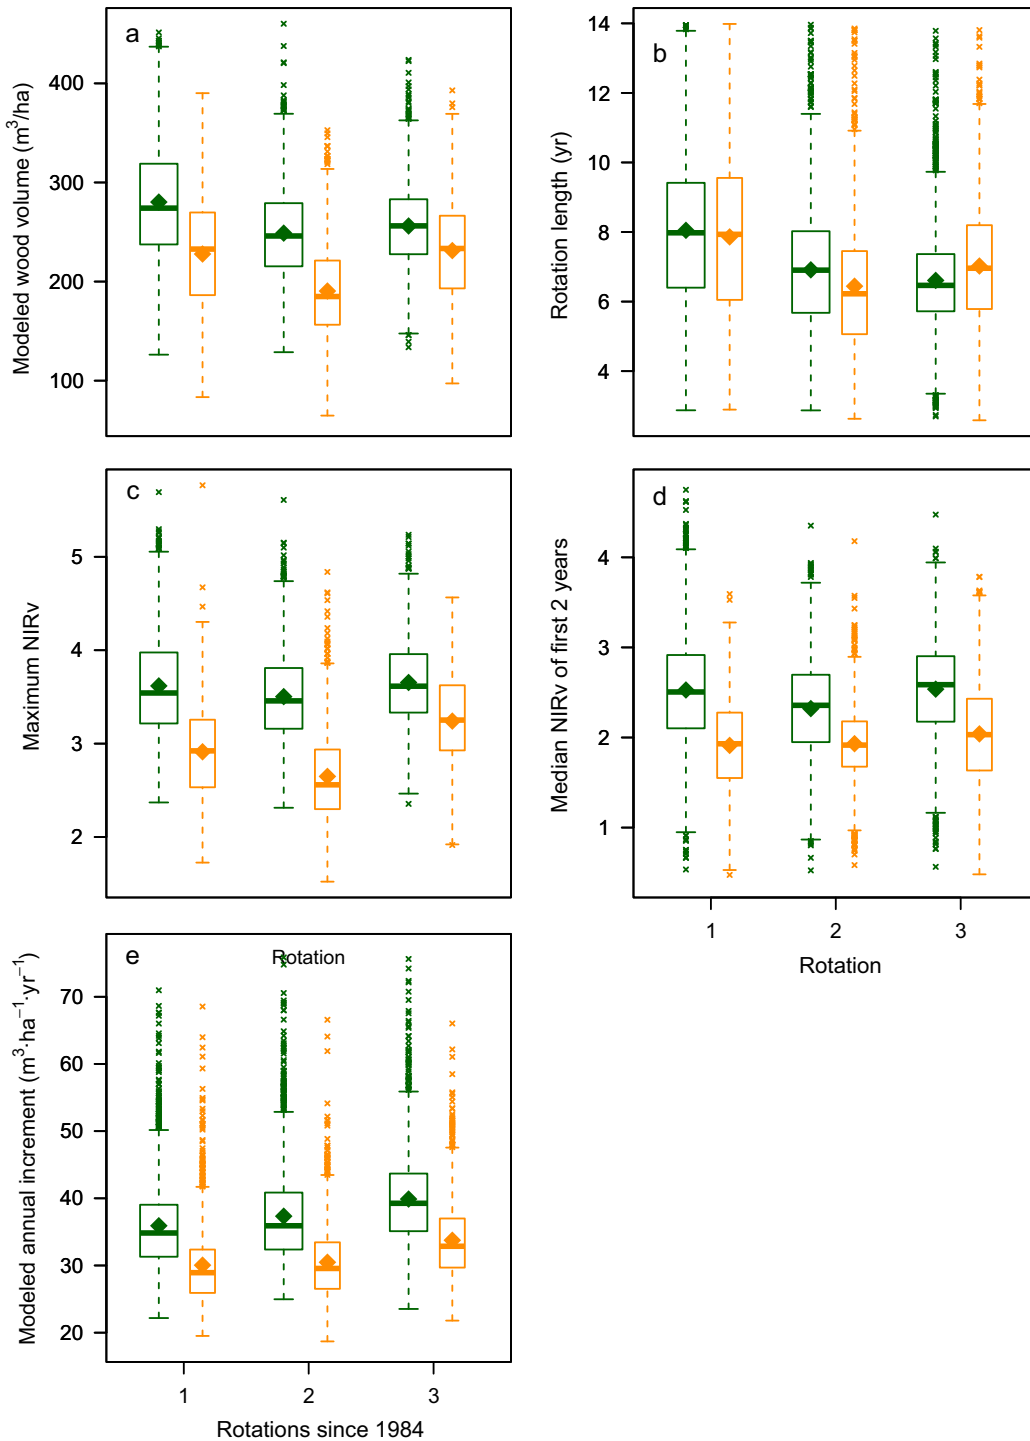 a
Modeled wood volume (m³/ha)
400
300
200
100
b
Rotation length (yr)
14
12
10
8
6
4
c
Maximum NIRv
5
4
3
2
d
Median NIRv of first 2 years
4
3
2
1
1 2 3
Rotation
e
Rotation
Modeled annual increment (m³·ha⁻¹·yr⁻¹)
70
60
50
40
30
20
1 2 3
Rotations since 1984